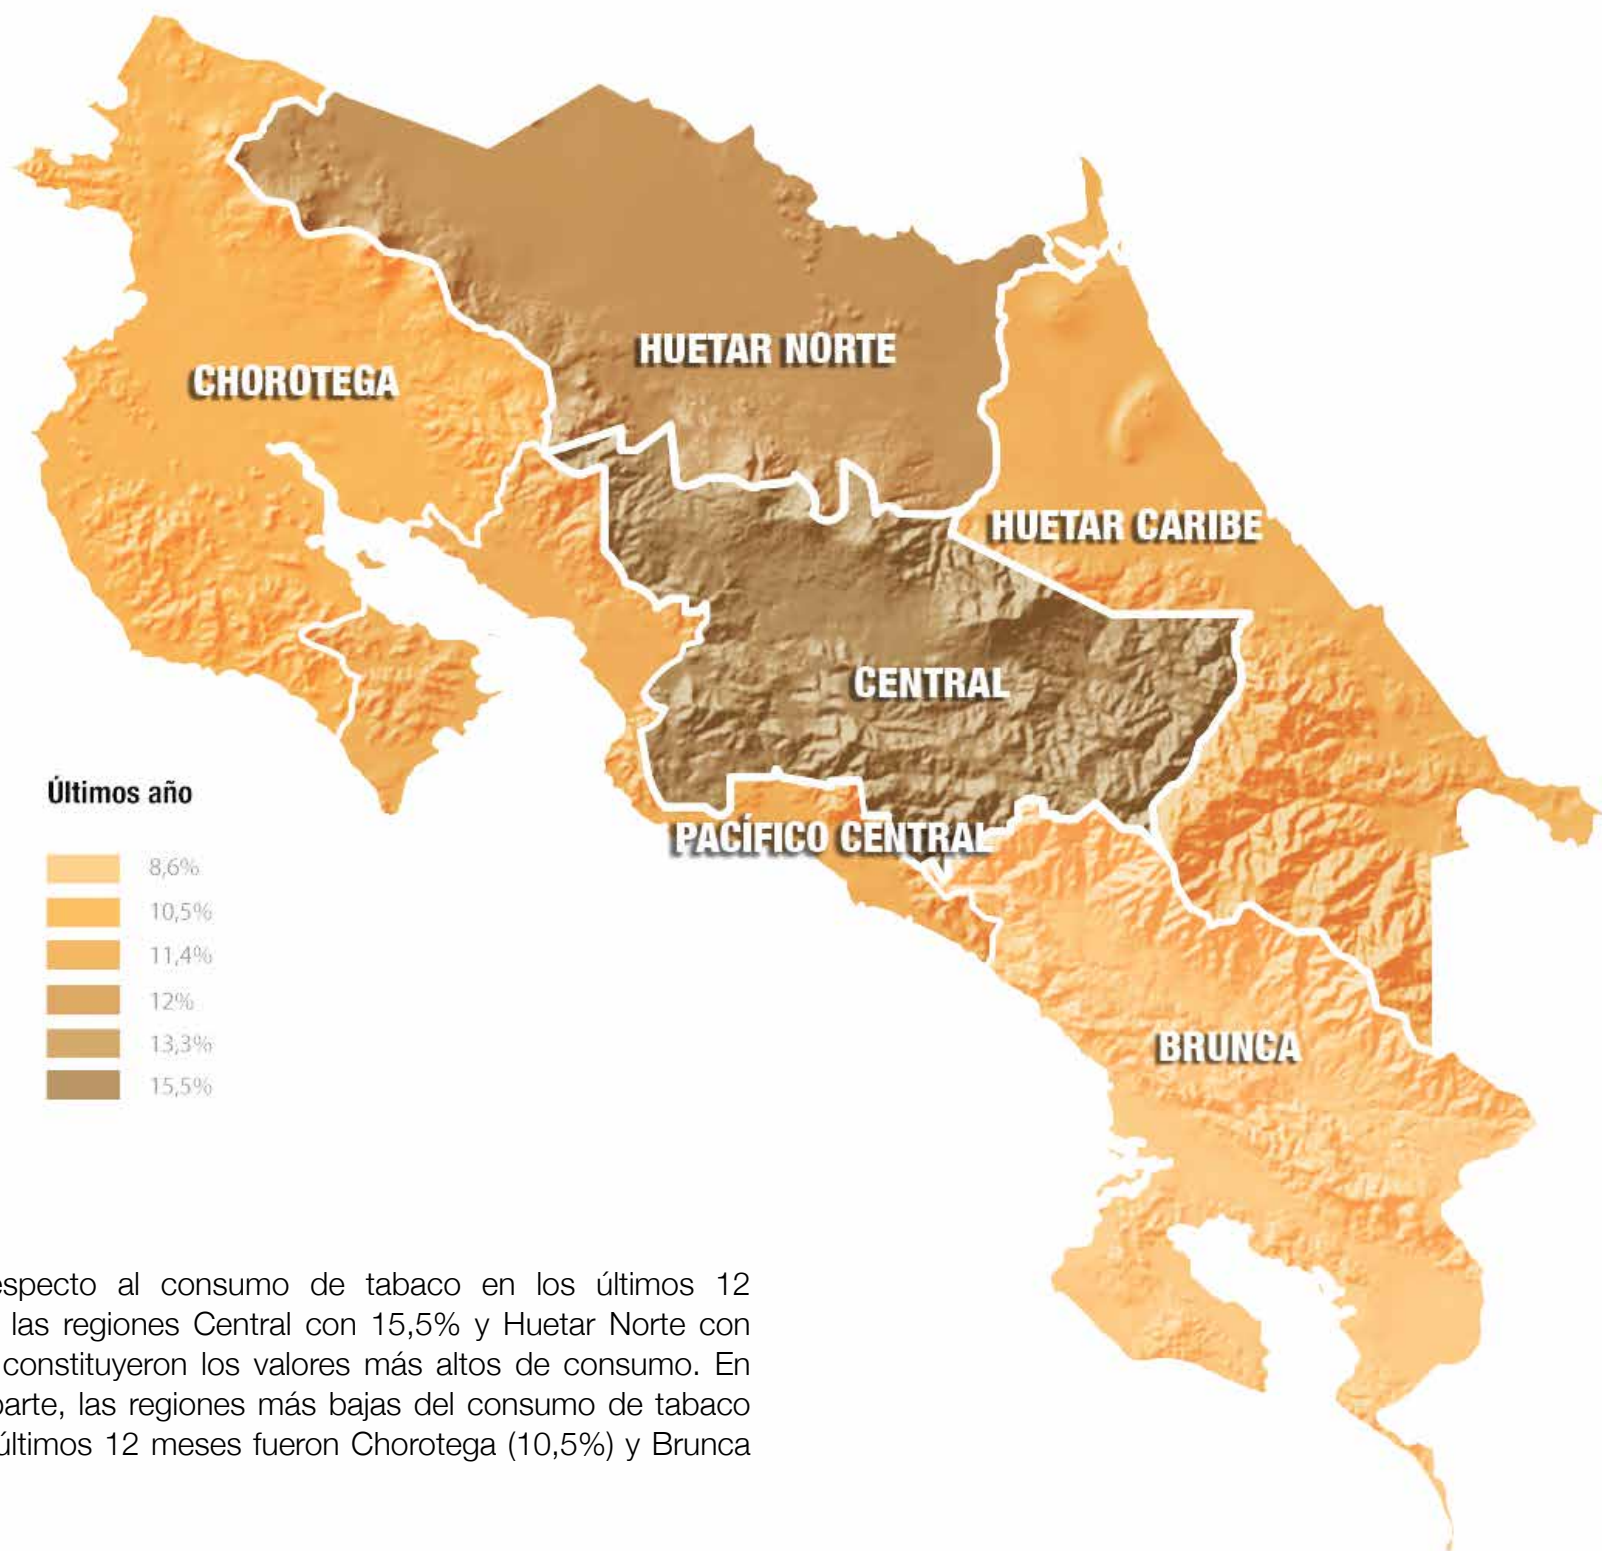 HUETAR NORTE
CHOROTEGA
HUETAR CARIBE
CENTRAL
PACÍFICO CENTRAL
BRUNCA
Últimos año
8,6%
10,5%
11,4%
12%
13,3%
15,5%
especto al consumo de tabaco en los últimos 12
las regiones Central con 15,5% y Huetar Norte con
constituyeron los valores más altos de consumo. En
parte, las regiones más bajas del consumo de tabaco
últimos 12 meses fueron Chorotega (10,5%) y Brunca